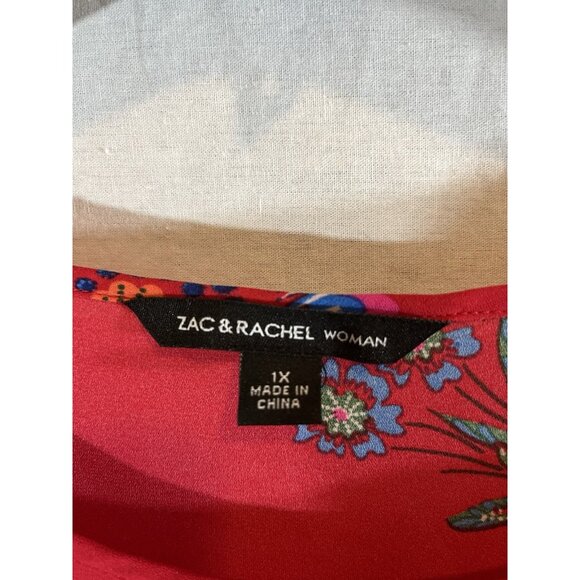 ZAC & RACHEL WOMAN
1X
MADE IN
CHINA